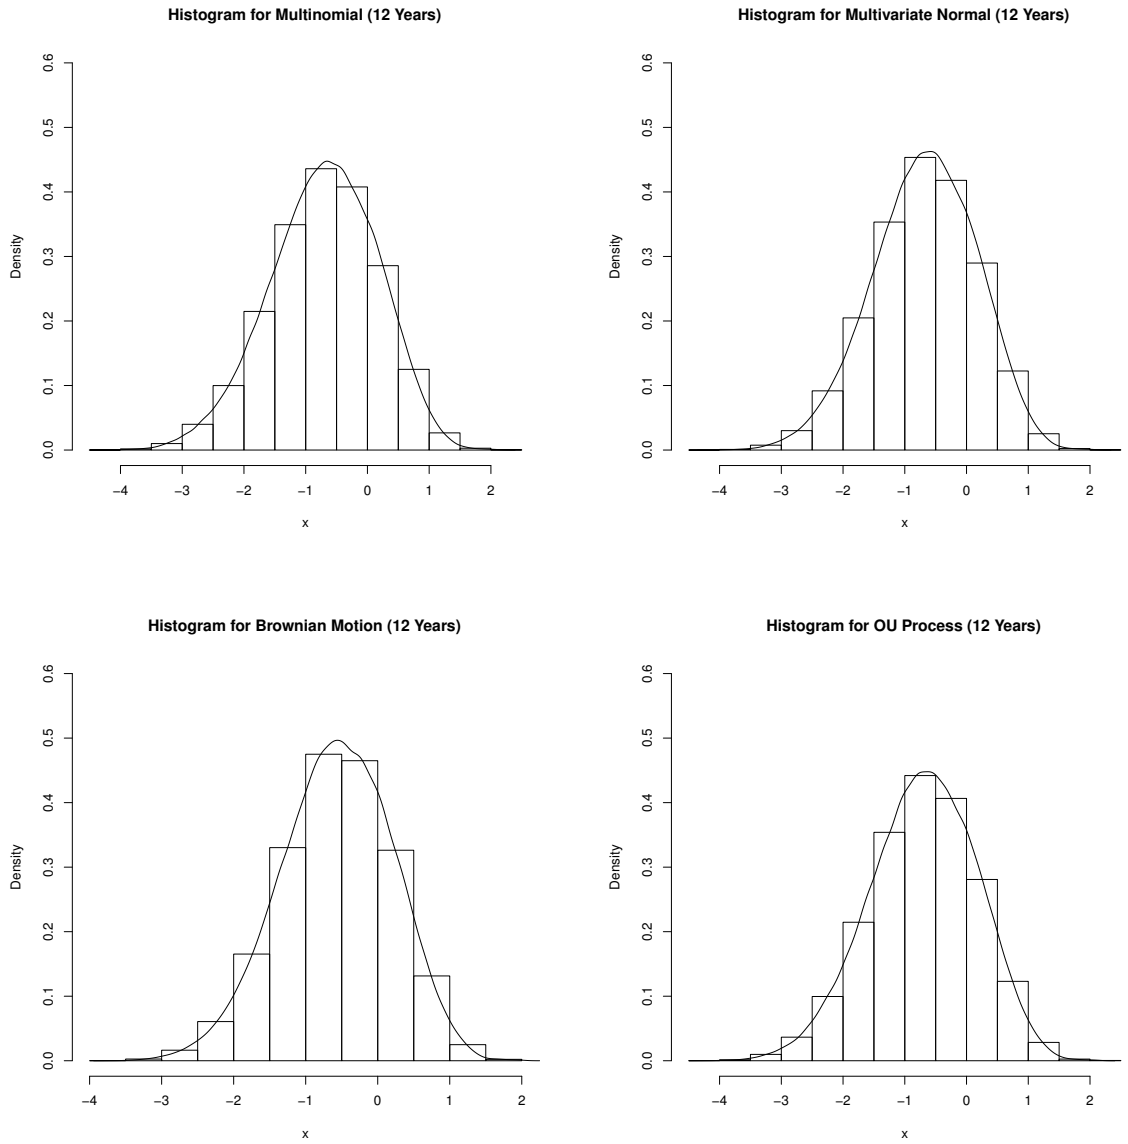 Histogram for Multinomial (12 Years)
Density
0.0 0.1 0.2 0.3 0.4 0.5 0.6
−4 −3 −2 −1 0 1 2
x
Histogram for Multivariate Normal (12 Years)
Density
0.0 0.1 0.2 0.3 0.4 0.5 0.6
−4 −3 −2 −1 0 1 2
x
Histogram for Brownian Motion (12 Years)
Density
0.0 0.1 0.2 0.3 0.4 0.5 0.6
−4 −3 −2 −1 0 1 2
x
Histogram for OU Process (12 Years)
Density
0.0 0.1 0.2 0.3 0.4 0.5 0.6
−4 −3 −2 −1 0 1 2
x